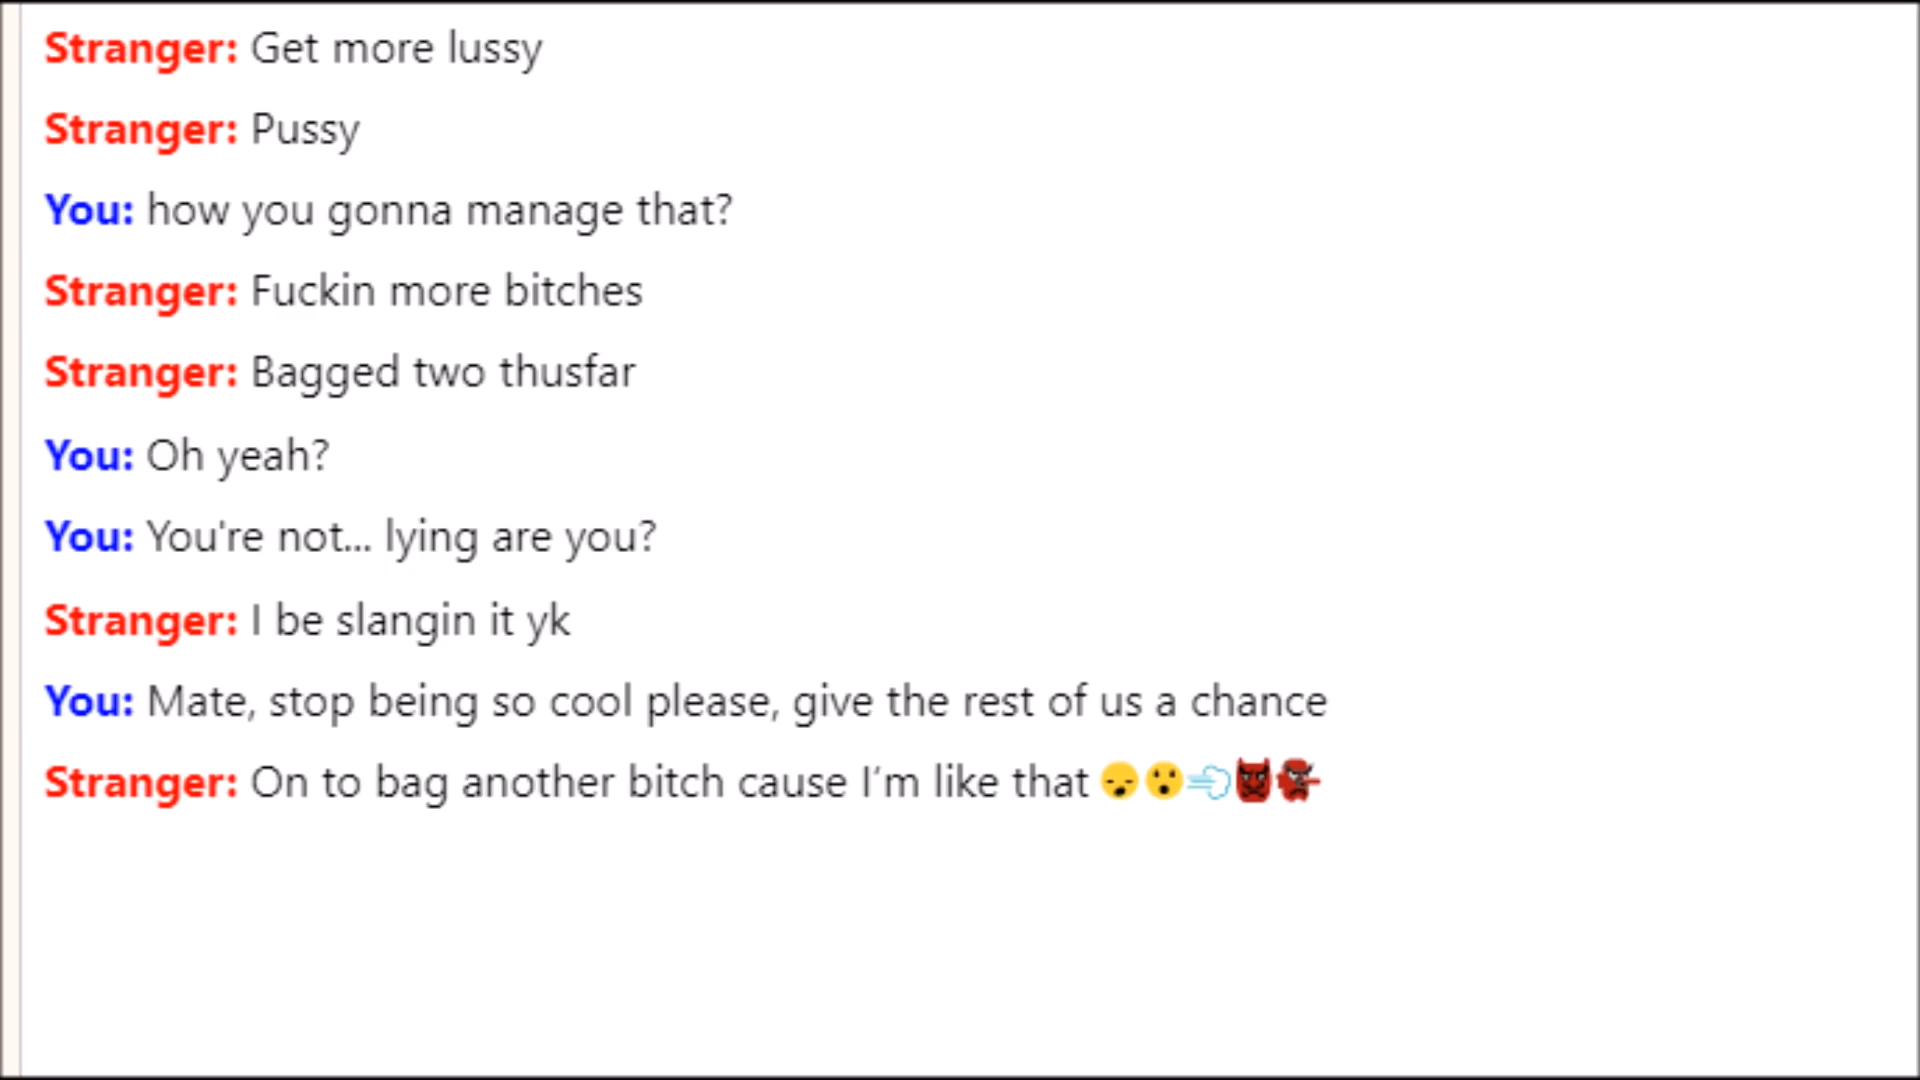 Stranger: Get more lussy
Stranger: Pussy
You: how you gonna manage that?
Stranger: Fuckin more bitches
Stranger: Bagged two thusfar
You: Oh yeah?
You: You're not... lying are you?
Stranger: I be slangin it yk
You: Mate, stop being so cool please, give the rest of us a chance
Stranger: On to bag another bitch cause I’m like that 😞😮💨👹👺